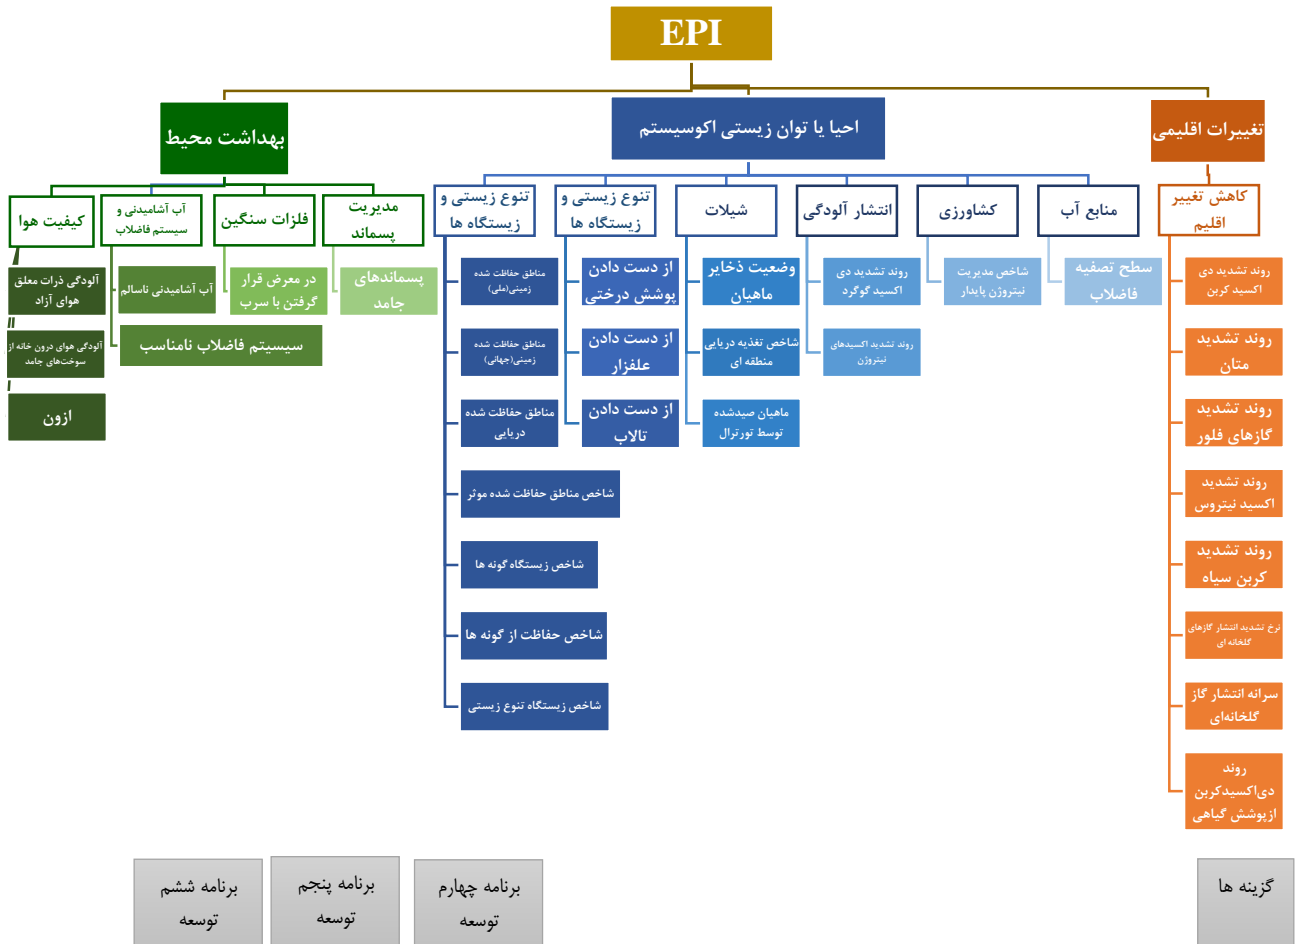 EPI
تغییرات اقلیمی
احیا یا توان زیستی اکوسیستم
بهداشت محیط
کاهش تغییر
اقلیم
منابع آب
کشاورزی
انتشار آلودگی
شیلات
تنوع زیستی و
زیستگاه ها
تنوع زیستی و
زیستگاه ها
مدیریت
پسماند
فلزات سنگین
آب آشامیدنی و
سیستم فاضلاب
کیفیت هوا
روند تشدید دی
اکسید کربن
روند تشدید
متان
روند تشدید
گازهای فلور
روند تشدید
اکسید نیتروس
روند تشدید
کربن سیاه
نرخ تشدید انتشار گازهای
گلخانه ای
سرانه انتشار گاز
گلخانه‌ای
روند
دی‌اکسیدکربن
ازپوشش گیاهی
سطح تصفیه
فاضلاب
شاخص مدیریت
نیتروژن پایدار
روند تشدید دی
اکسید گوگرد
روند تشدید اکسیدهای
نیتروژن
وضعیت ذخایر
ماهیان
شاخص تغذیه دریایی
منطقه ای
ماهیان صیدشده
توسط تورترال
از دست دادن
پوشش درختی
از دست دادن
علفزار
از دست دادن
تالاب
مناطق حفاظت شده
زمینی(ملی)
مناطق حفاظت شده
زمینی(جهانی)
مناطق حفاظت شده
دریایی
شاخص مناطق حفاظت شده موثر
شاخص زیستگاه گونه ها
شاخص حفاظت از گونه ها
شاخص زیستگاه تنوع زیستی
پسماندهای
جامد
در معرض قرار
گرفتن با سرب
آب آشامیدنی ناسالم
سیسیتم فاضلاب نامناسب
آلودگی ذرات معلق
هوای آزاد
آلودگی هوای درون خانه از
سوخت‌های جامد
ازون
گزینه ها
برنامه چهارم
توسعه
برنامه پنجم
توسعه
برنامه ششم
توسعه